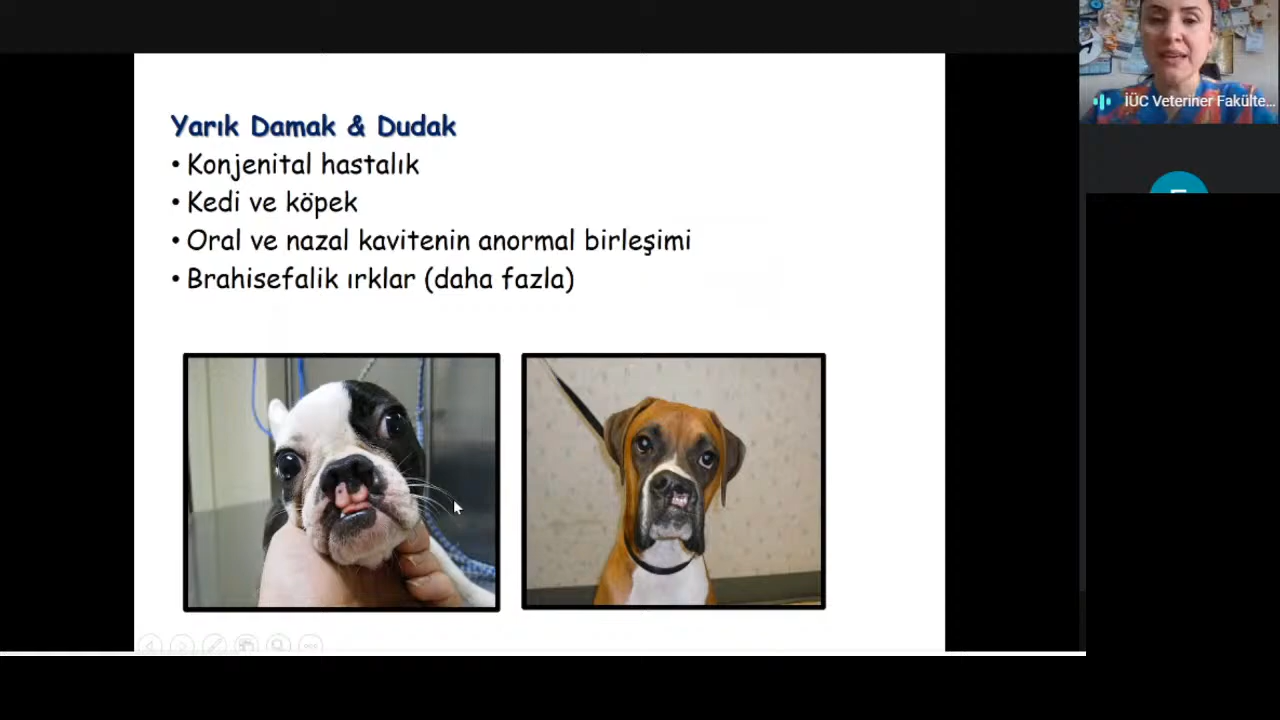 Yarık Damak & Dudak
• Konjenital hastalık
• Kedi ve köpek
• Oral ve nazal kavitenin anormal birleşimi
• Brahisefalik ırklar (daha fazla)
İÜC Veteriner Fakülte...